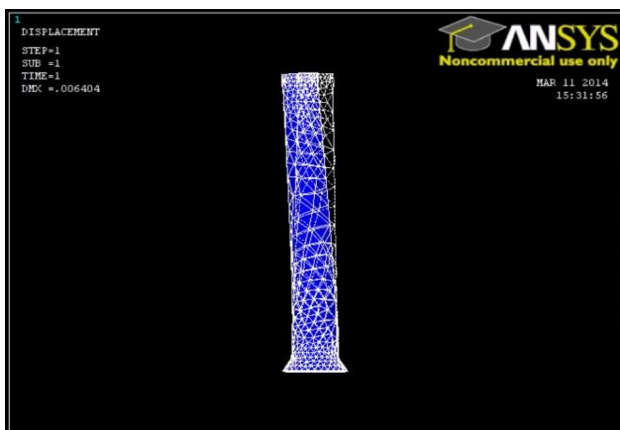 1
DISPLACEMENT
STEP=1
SUB =1
TIME=1
DMX =.006404
ANSYS
Noncommercial use only
MAR 11 2014
15:31:56